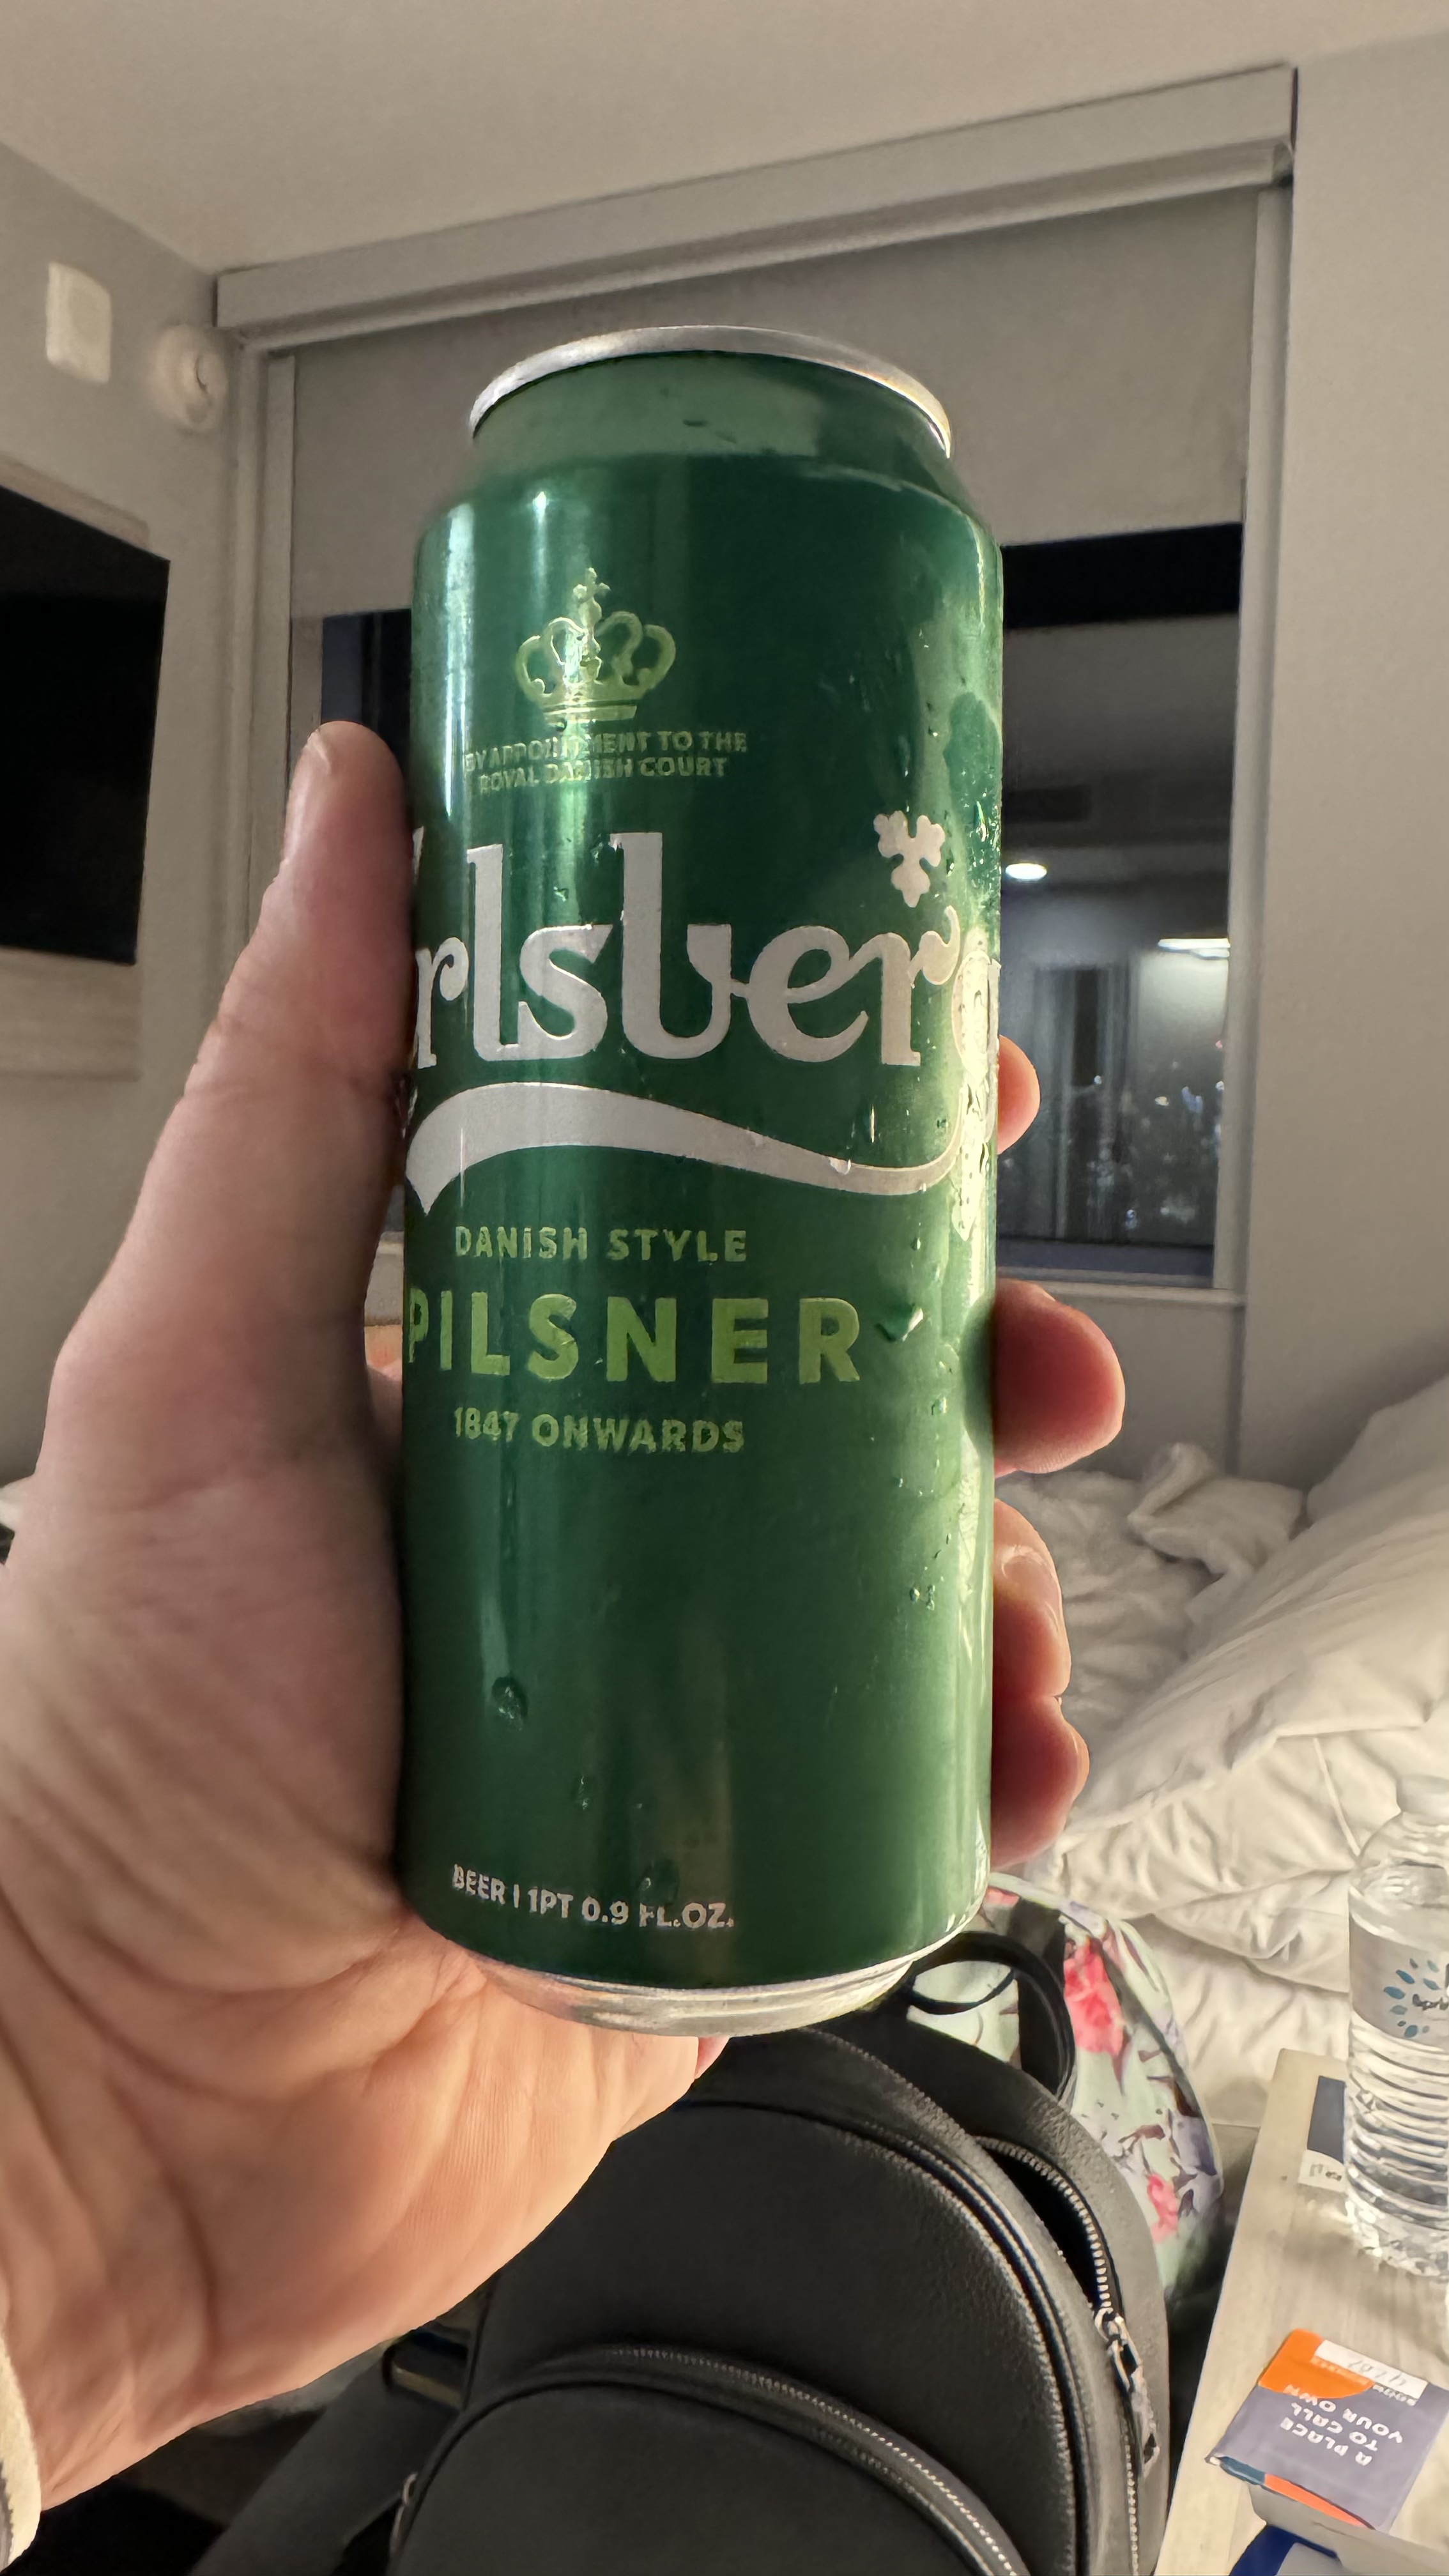 BY APPOINTMENT TO THE
ROYAL DANISH COURT
rlsberg
DANISH STYLE
PILSNER
1847 ONWARDS
BEER | 1PT 0.9 FL.OZ.
A PLACE
TO CALL
YOUR OWN